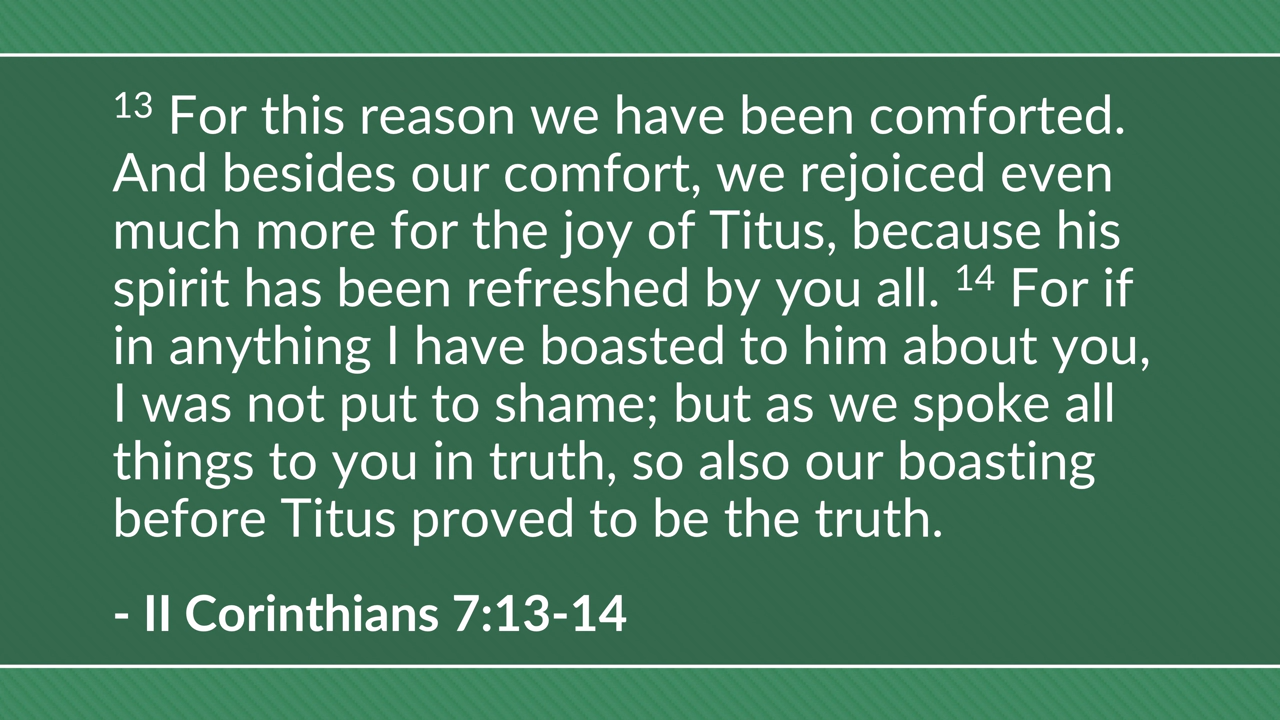 13 For this reason we have been comforted.
And besides our comfort, we rejoiced even
much more for the joy of Titus, because his
spirit has been refreshed by you all. 14 For if
in anything I have boasted to him about you,
I was not put to shame; but as we spoke all
things to you in truth, so also our boasting
before Titus proved to be the truth.
- II Corinthians 7:13-14